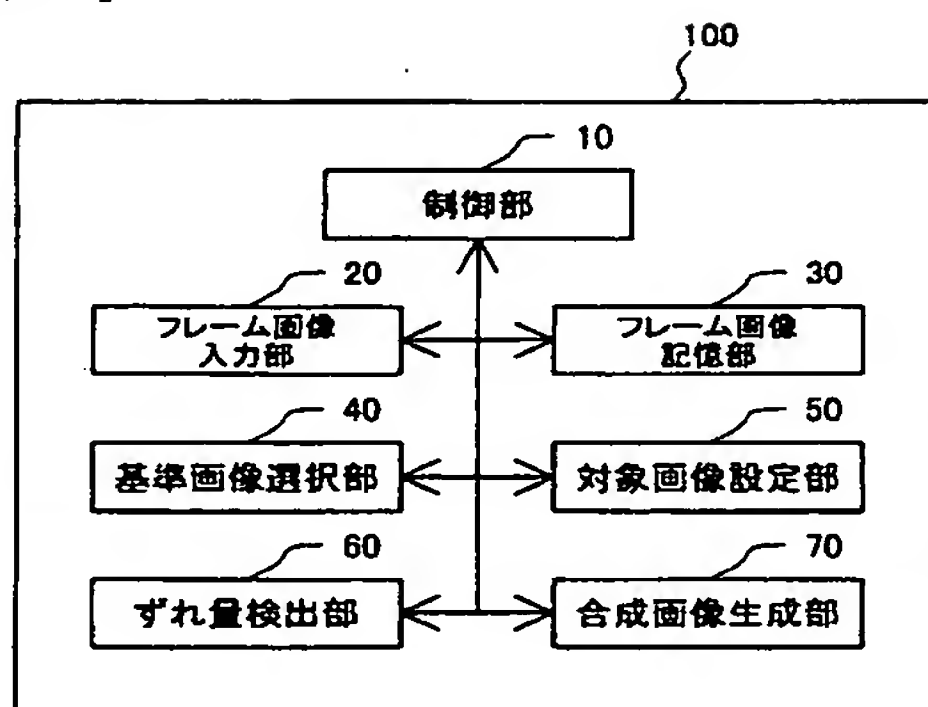 100
10
制御部
20
30
フレーム画像
入力部
フレーム画像
記憶部
40
50
基準画像選択部
対象画像設定部
60
70
ずれ量検出部
合成画像生成部